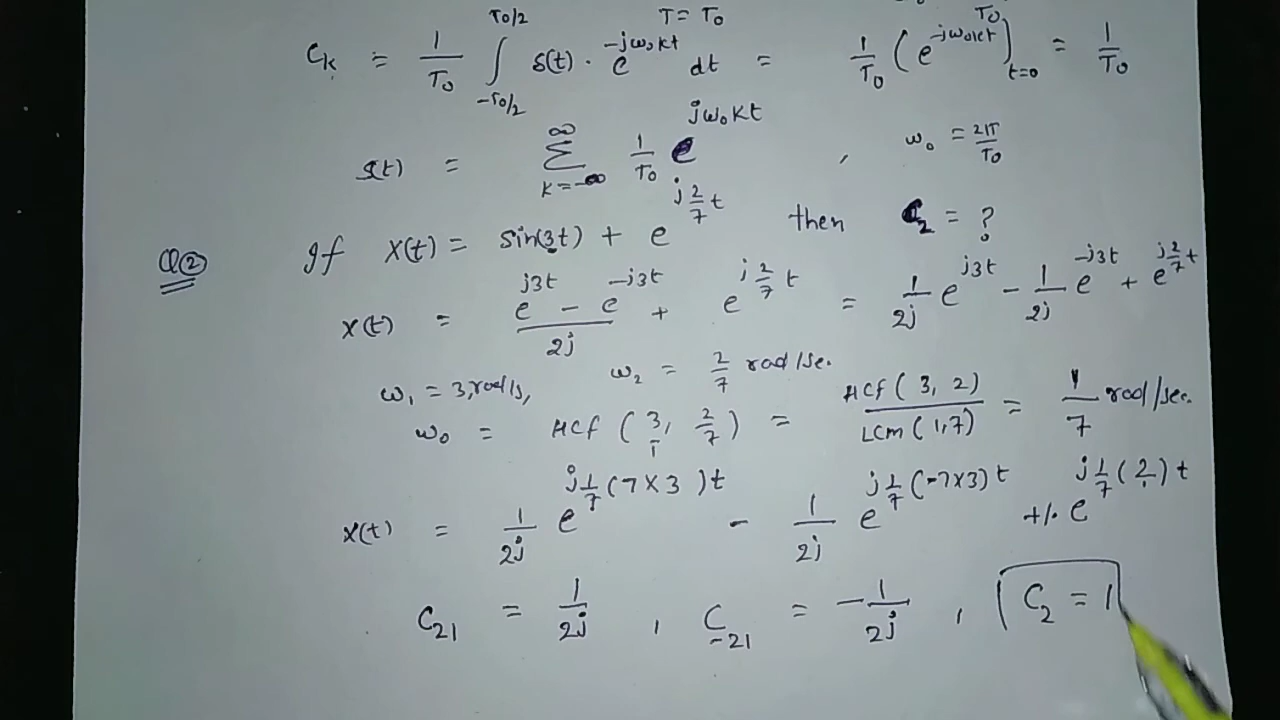 T₀/2 T = T₀ T₀
Cₖ = 1/T₀ ∫_{-T₀/2} δ(t) · e^{-jω₀kt} dt = 1/T₀ (e^{-jω₀kt})|_{t=0} = 1/T₀
s(t) = Σ_{k=-∞}^{∞} 1/T₀ e^{jω₀kt} , ω₀ = 2π/T₀
Q② If x(t) = sin(3t) + e^{j 2/7 t} then C₂ = ?
x(t) = (e^{j3t} - e^{-j3t})/2j + e^{j 2/7 t} = 1/2j e^{j3t} - 1/2j e^{-j3t} + e^{j 2/7 t}
ω₁ = 3 rad/s, ω₂ = 2/7 rad/sec.
ω₀ = HCf ( 3/1, 2/7 ) = HCf ( 3, 2)/LCM ( 1,7) = 1/7 rad/sec.
x(t) = 1/2j e^{j 1/7 (7×3)t} - 1/2j e^{j 1/7 (-7×3)t} + 1. e^{j 1/7 (2)t}
C₂₁ = 1/2j , C₋₂₁ = -1/2j , C₂ = 1